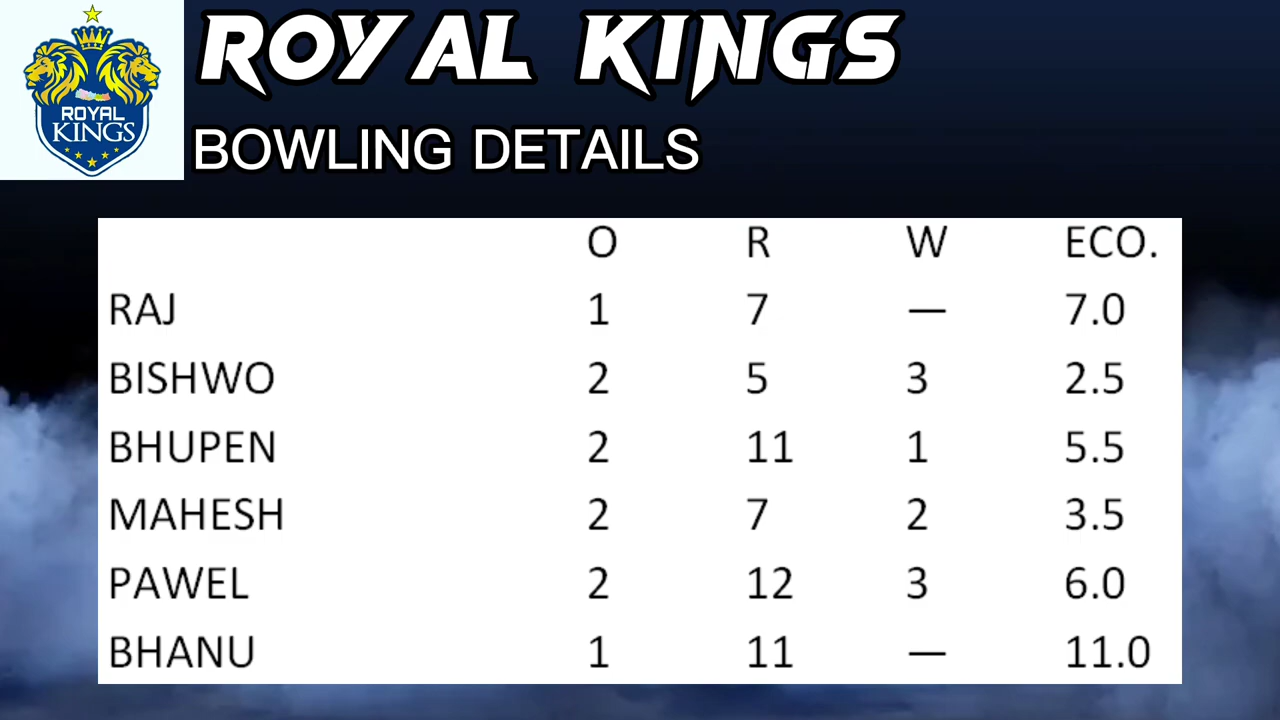 ROYAL KINGS
ROYAL
KINGS
BOWLING DETAILS
O R W ECO.
RAJ 1 7 — 7.0
BISHWO 2 5 3 2.5
BHUPEN 2 11 1 5.5
MAHESH 2 7 2 3.5
PAWEL 2 12 3 6.0
BHANU 1 11 — 11.0